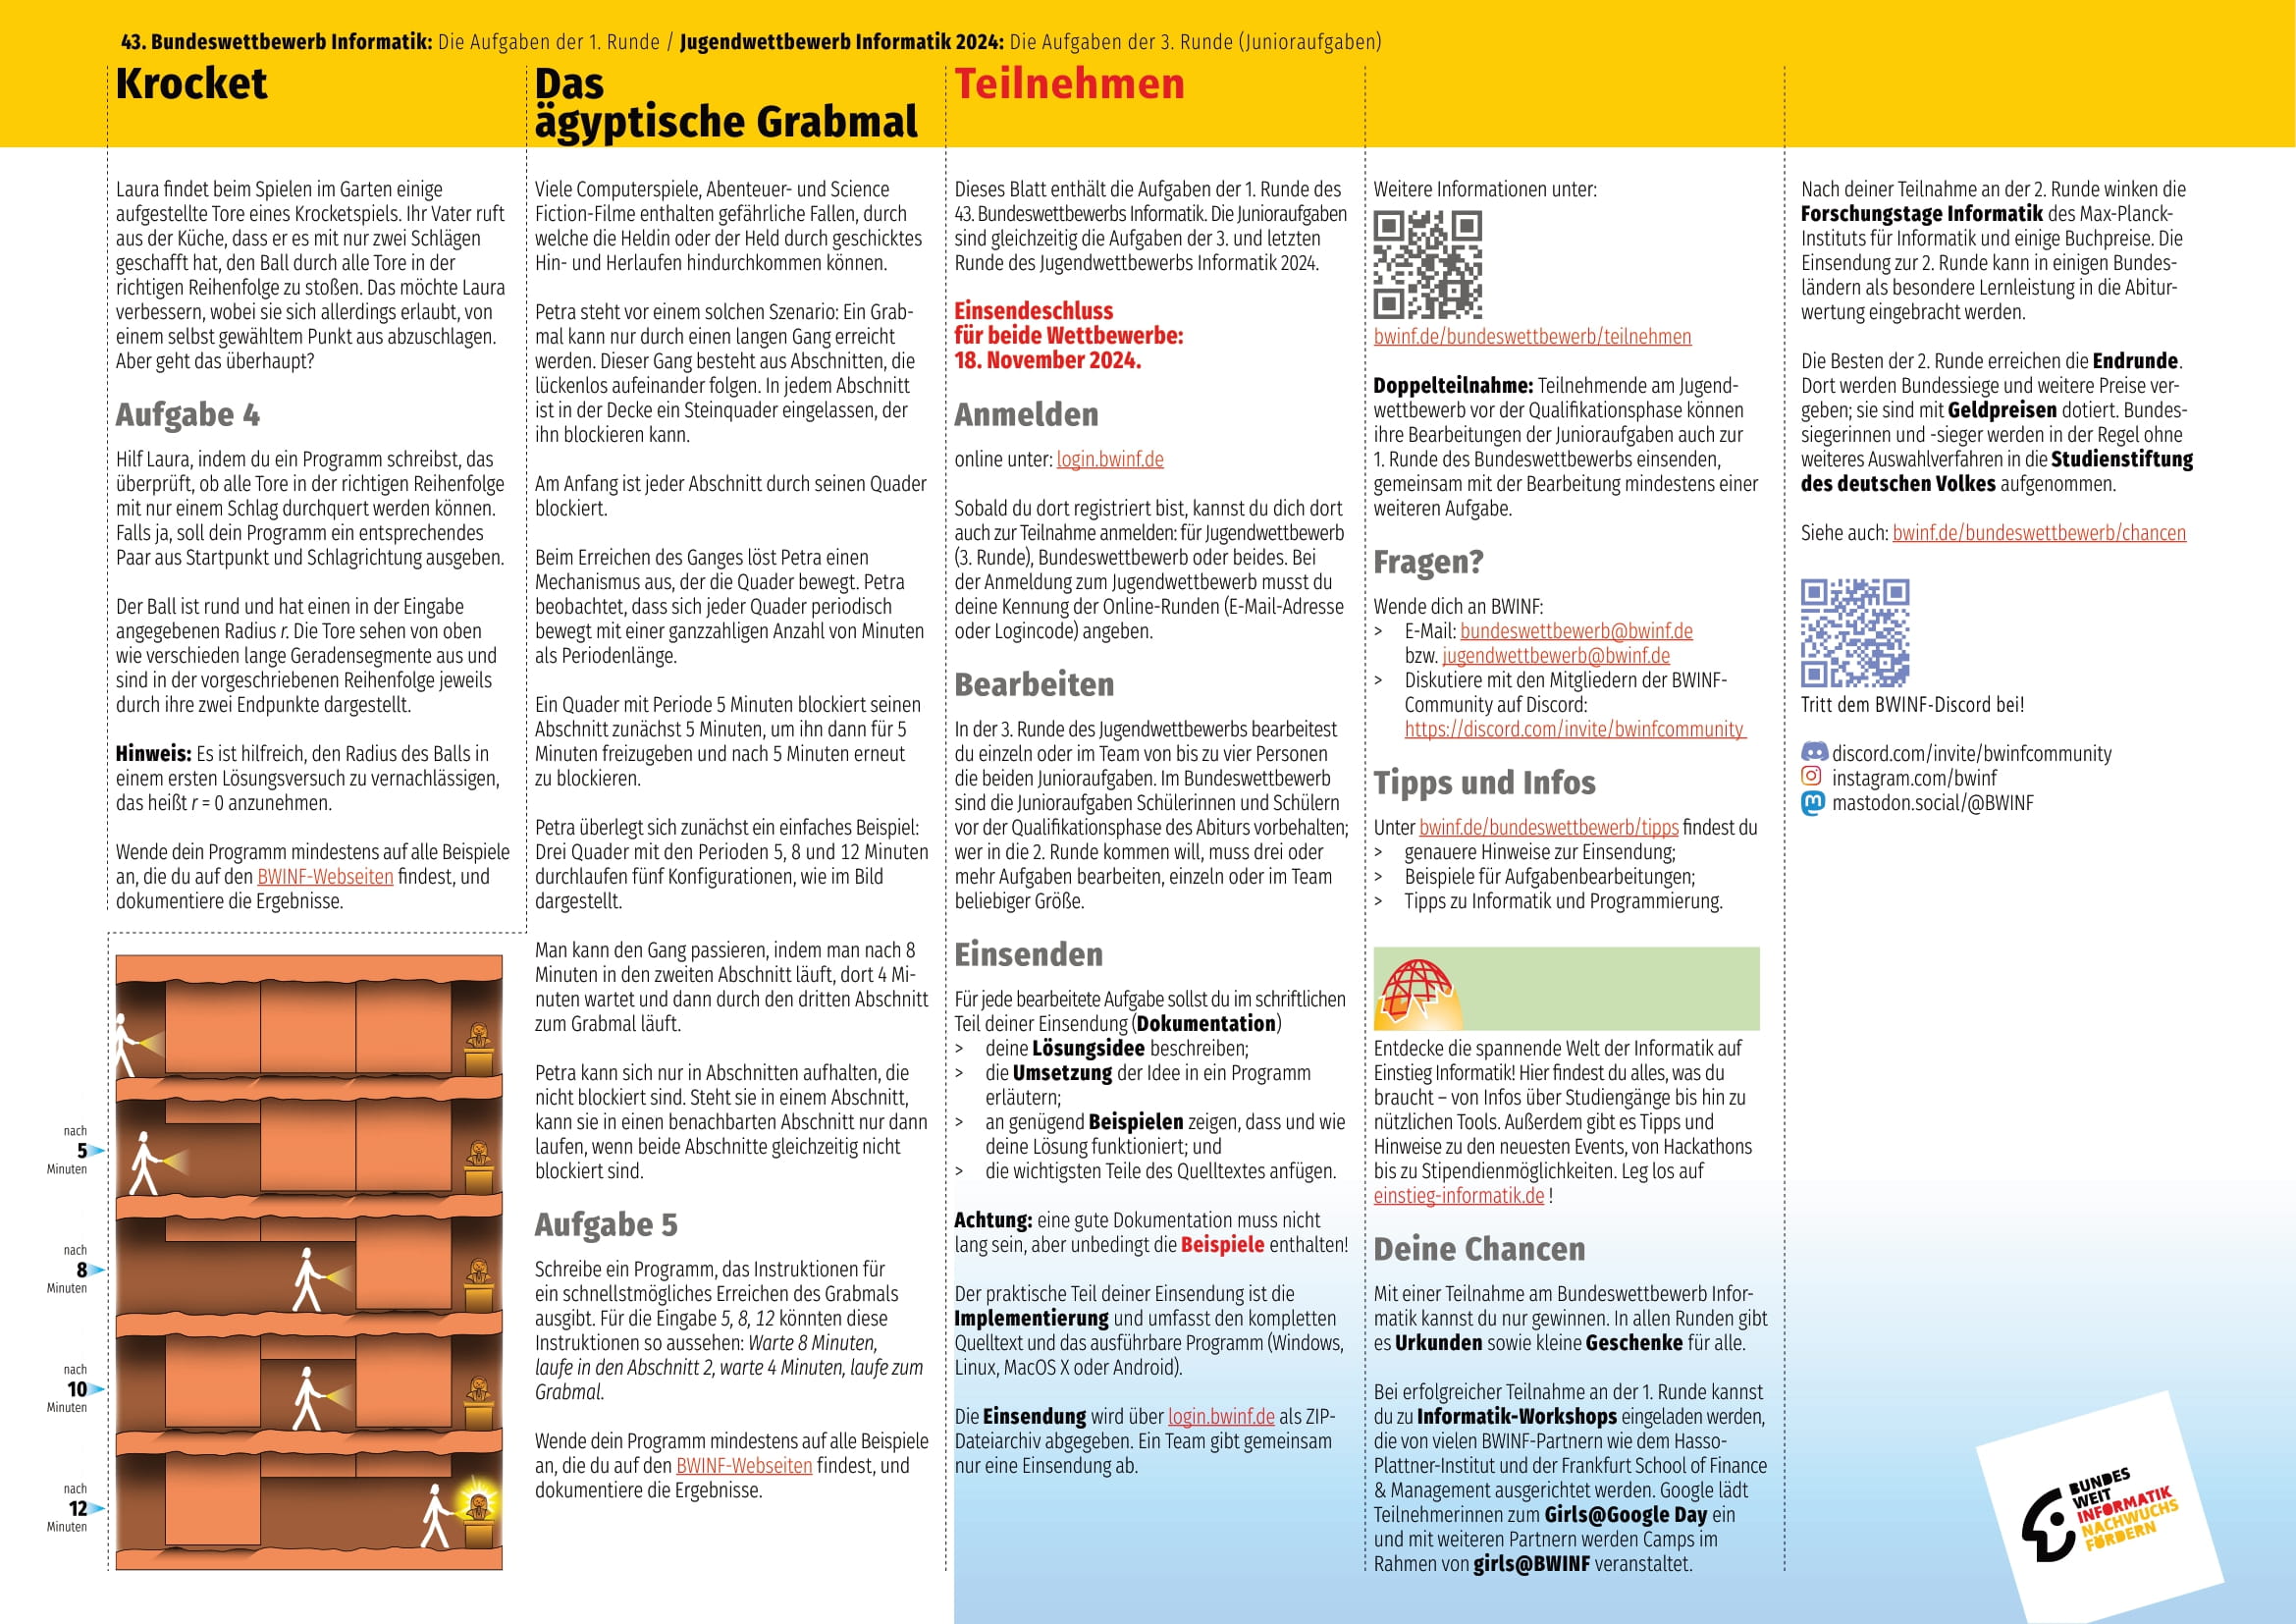 43. Bundeswettbewerb Informatik: Die Aufgaben der 1. Runde / Jugendwettbewerb Informatik 2024: Die Aufgaben der 3. Runde (Junioraufgaben)
Krocket
Laura findet beim Spielen im Garten einige
aufgestellte Tore eines Krocketspiels. Ihr Vater ruft
aus der Küche, dass er es mit nur zwei Schlägen
geschafft hat, den Ball durch alle Tore in der
richtigen Reihenfolge zu stoßen. Das möchte Laura
verbessern, wobei sie sich allerdings erlaubt, von
einem selbst gewähltem Punkt aus abzuschlagen.
Aber geht das überhaupt?
Aufgabe 4
Hilf Laura, indem du ein Programm schreibst, das
überprüft, ob alle Tore in der richtigen Reihenfolge
mit nur einem Schlag durchquert werden können.
Falls ja, soll dein Programm ein entsprechendes
Paar aus Startpunkt und Schlagrichtung ausgeben.
Der Ball ist rund und hat einen in der Eingabe
angegebenen Radius r. Die Tore sehen von oben
wie verschieden lange Geradensegmente aus und
sind in der vorgeschriebenen Reihenfolge jeweils
durch ihre zwei Endpunkte dargestellt.
Hinweis: Es ist hilfreich, den Radius des Balls in
einem ersten Lösungsversuch zu vernachlässigen,
das heißt r = 0 anzunehmen.
Wende dein Programm mindestens auf alle Beispiele
an, die du auf den BWINF-Webseiten findest, und
dokumentiere die Ergebnisse.
nach
5
Minuten
nach
8
Minuten
nach
10
Minuten
nach
12
Minuten
Das
ägyptische Grabmal
Viele Computerspiele, Abenteuer- und Science
Fiction-Filme enthalten gefährliche Fallen, durch
welche die Heldin oder der Held durch geschicktes
Hin- und Herlaufen hindurchkommen können.
Petra steht vor einem solchen Szenario: Ein Grab-
mal kann nur durch einen langen Gang erreicht
werden. Dieser Gang besteht aus Abschnitten, die
lückenlos aufeinander folgen. In jedem Abschnitt
ist in der Decke ein Steinquader eingelassen, der
ihn blockieren kann.
Am Anfang ist jeder Abschnitt durch seinen Quader
blockiert.
Beim Erreichen des Ganges löst Petra einen
Mechanismus aus, der die Quader bewegt. Petra
beobachtet, dass sich jeder Quader periodisch
bewegt mit einer ganzzahligen Anzahl von Minuten
als Periodenlänge.
Ein Quader mit Periode 5 Minuten blockiert seinen
Abschnitt zunächst 5 Minuten, um ihn dann für 5
Minuten freizugeben und nach 5 Minuten erneut
zu blockieren.
Petra überlegt sich zunächst ein einfaches Beispiel:
Drei Quader mit den Perioden 5, 8 und 12 Minuten
durchlaufen fünf Konfigurationen, wie im Bild
dargestellt.
Man kann den Gang passieren, indem man nach 8
Minuten in den zweiten Abschnitt läuft, dort 4 Mi-
nuten wartet und dann durch den dritten Abschnitt
zum Grabmal läuft.
Petra kann sich nur in Abschnitten aufhalten, die
nicht blockiert sind. Steht sie in einem Abschnitt,
kann sie in einen benachbarten Abschnitt nur dann
laufen, wenn beide Abschnitte gleichzeitig nicht
blockiert sind.
Aufgabe 5
Schreibe ein Programm, das Instruktionen für
ein schnellstmögliches Erreichen des Grabmals
ausgibt. Für die Eingabe 5, 8, 12 könnten diese
Instruktionen so aussehen: Warte 8 Minuten,
laufe in den Abschnitt 2, warte 4 Minuten, laufe zum
Grabmal.
Wende dein Programm mindestens auf alle Beispiele
an, die du auf den BWINF-Webseiten findest, und
dokumentiere die Ergebnisse.
Teilnehmen
Dieses Blatt enthält die Aufgaben der 1. Runde des
43. Bundeswettbewerbs Informatik. Die Junioraufgaben
sind gleichzeitig die Aufgaben der 3. und letzten
Runde des Jugendwettbewerbs Informatik 2024.
Einsendeschluss
für beide Wettbewerbe:
18. November 2024.
Anmelden
online unter: login.bwinf.de
Sobald du dort registriert bist, kannst du dich dort
auch zur Teilnahme anmelden: für Jugendwettbewerb
(3. Runde), Bundeswettbewerb oder beides. Bei
der Anmeldung zum Jugendwettbewerb musst du
deine Kennung der Online-Runden (E-Mail-Adresse
oder Logincode) angeben.
Bearbeiten
In der 3. Runde des Jugendwettbewerbs bearbeitest
du einzeln oder im Team von bis zu vier Personen
die beiden Junioraufgaben. Im Bundeswettbewerb
sind die Junioraufgaben Schülerinnen und Schülern
vor der Qualifikationsphase des Abiturs vorbehalten;
wer in die 2. Runde kommen will, muss drei oder
mehr Aufgaben bearbeiten, einzeln oder im Team
beliebiger Größe.
Einsenden
Für jede bearbeitete Aufgabe sollst du im schriftlichen
Teil deiner Einsendung (Dokumentation)
> deine Lösungsidee beschreiben;
> die Umsetzung der Idee in ein Programm
erläutern;
> an genügend Beispielen zeigen, dass und wie
deine Lösung funktioniert; und
> die wichtigsten Teile des Quelltextes anfügen.
Achtung: eine gute Dokumentation muss nicht
lang sein, aber unbedingt die Beispiele enthalten!
Der praktische Teil deiner Einsendung ist die
Implementierung und umfasst den kompletten
Quelltext und das ausführbare Programm (Windows,
Linux, MacOS X oder Android).
Die Einsendung wird über login.bwinf.de als ZIP-
Dateiarchiv abgegeben. Ein Team gibt gemeinsam
nur eine Einsendung ab.
Weitere Informationen unter:
bwinf.de/bundeswettbewerb/teilnehmen
Doppelteilnahme: Teilnehmende am Jugend-
wettbewerb vor der Qualifikationsphase können
ihre Bearbeitungen der Junioraufgaben auch zur
1. Runde des Bundeswettbewerbs einsenden,
gemeinsam mit der Bearbeitung mindestens einer
weiteren Aufgabe.
Fragen?
Wende dich an BWINF:
> E-Mail: bundeswettbewerb@bwinf.de
bzw. jugendwettbewerb@bwinf.de
> Diskutiere mit den Mitgliedern der BWINF-
Community auf Discord:
https://discord.com/invite/bwinfcommunity
Tipps und Infos
Unter bwinf.de/bundeswettbewerb/tipps findest du
> genauere Hinweise zur Einsendung;
> Beispiele für Aufgabenbearbeitungen;
> Tipps zu Informatik und Programmierung.
Entdecke die spannende Welt der Informatik auf
Einstieg Informatik! Hier findest du alles, was du
braucht – von Infos über Studiengänge bis hin zu
nützlichen Tools. Außerdem gibt es Tipps und
Hinweise zu den neuesten Events, von Hackathons
bis zu Stipendienmöglichkeiten. Leg los auf
einstieg-informatik.de !
Deine Chancen
Mit einer Teilnahme am Bundeswettbewerb Infor-
matik kannst du nur gewinnen. In allen Runden gibt
es Urkunden sowie kleine Geschenke für alle.
Bei erfolgreicher Teilnahme an der 1. Runde kannst
du zu Informatik-Workshops eingeladen werden,
die von vielen BWINF-Partnern wie dem Hasso-
Plattner-Institut und der Frankfurt School of Finance
& Management ausgerichtet werden. Google lädt
Teilnehmerinnen zum Girls@Google Day ein
und mit weiteren Partnern werden Camps im
Rahmen von girls@BWINF veranstaltet.
Nach deiner Teilnahme an der 2. Runde winken die
Forschungstage Informatik des Max-Planck-
Instituts für Informatik und einige Buchpreise. Die
Einsendung zur 2. Runde kann in einigen Bundes-
ländern als besondere Lernleistung in die Abitur-
wertung eingebracht werden.
Die Besten der 2. Runde erreichen die Endrunde.
Dort werden Bundessiege und weitere Preise ver-
geben; sie sind mit Geldpreisen dotiert. Bundes-
siegerinnen und -sieger werden in der Regel ohne
weiteres Auswahlverfahren in die Studienstiftung
des deutschen Volkes aufgenommen.
Siehe auch: bwinf.de/bundeswettbewerb/chancen
Tritt dem BWINF-Discord bei!
discord.com/invite/bwinfcommunity
instagram.com/bwinf
mastodon.social/@BWINF
BUNDES
WEIT
INFORMATIK
NACHWUCHS
FÖRDERN